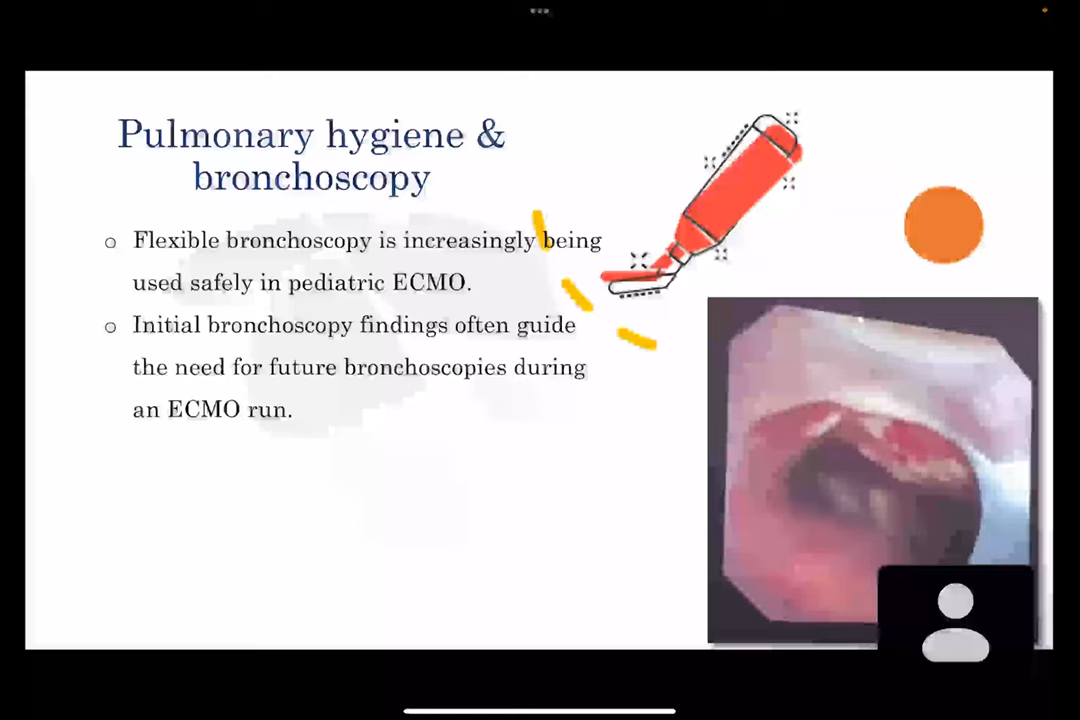 Pulmonary hygiene &
bronchoscopy
Flexible bronchoscopy is increasingly being
used safely in pediatric ECMO.
Initial bronchoscopy findings often guide
the need for future bronchoscopies during
an ECMO run.